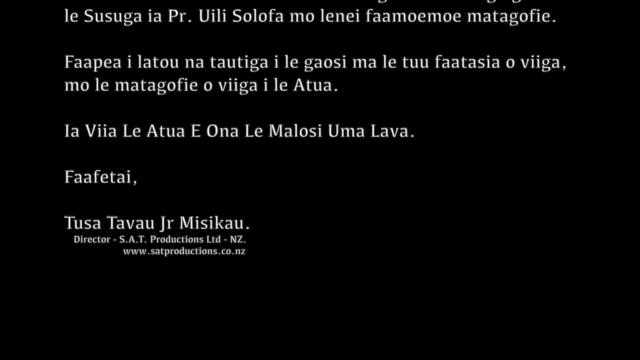 le Susuga ia Pr. Uili Solofa mo lenei faamoemoe matagofie.
Faapea i latou na tautiga i le gaosi ma le tuu faatasia o viiga,
mo le matagofie o viiga i le Atua.
Ia Viia Le Atua E Ona Le Malosi Uma Lava.
Faafetai,
Tusa Tavau Jr Misikau.
Director - S.A.T. Productions Ltd - NZ.
www.satproductions.co.nz